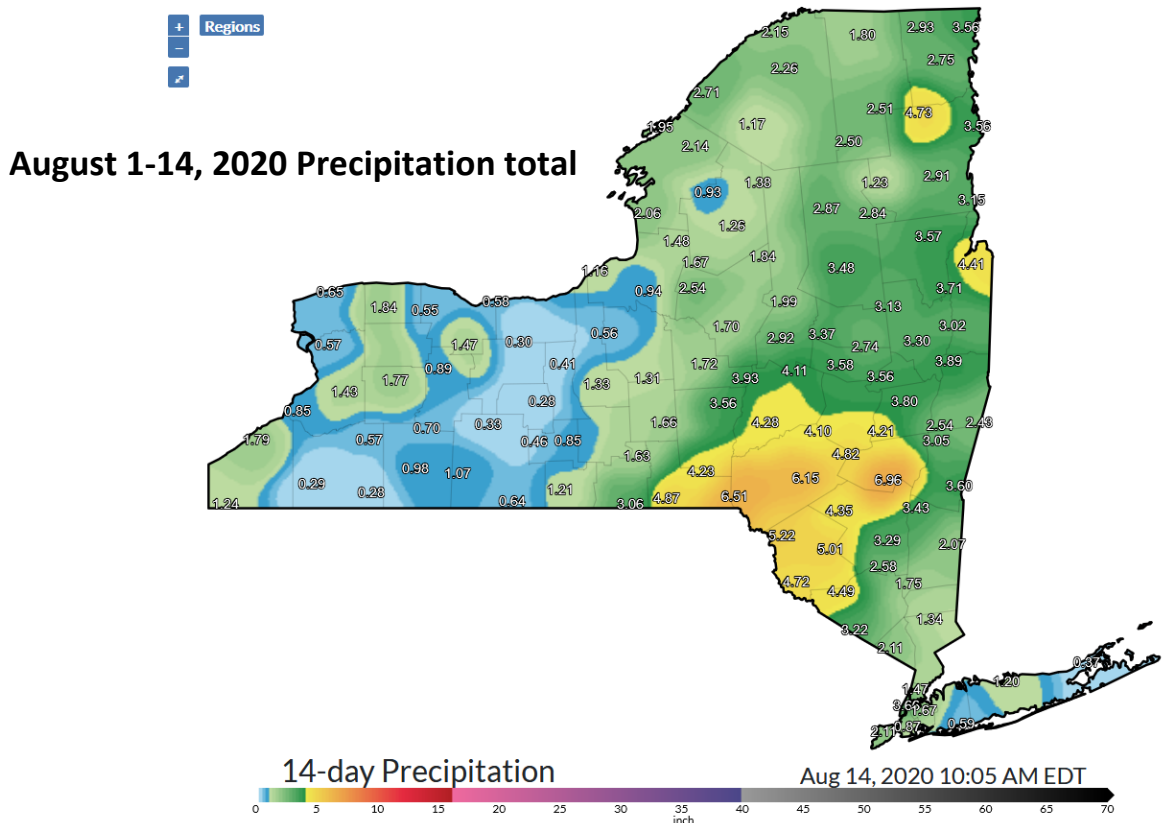 + Regions
−
2.15 1.80 2.93 3.56
2.75
2.26
2.71
2.51 4.73
1.95 1.17 3.56
2.14 2.50
August 1-14, 2020 Precipitation total
0.93 1.38 1.23 2.91
3.15
2.06 2.87 2.84
1.26
1.48 3.57
1.67 1.84 4.41
1.16 3.48
0.65 0.94 2.54 3.71
0.58 1.99
1.84 0.55 3.13
0.56 1.70 3.02
0.57 1.47 0.30 2.92 3.37 2.74 3.30
0.89 0.41 1.72 4.11 3.58 3.89
1.43 1.77 1.33 1.31 3.93 3.56
0.85 0.28 3.56 3.80
1.79 0.57 0.70 0.33 1.66 4.28 4.10 4.21 2.54 2.43
0.46 0.85 3.05
1.63 4.82
0.98 1.07 4.23
0.29 0.28 1.21 6.15 6.96 3.60
1.24 0.64 3.06 4.87 6.51 4.35 3.43
5.22 3.29 2.07
5.01
2.58
4.72 4.49 1.75
1.34
3.22
2.11
0.37
1.47 1.20
3.66 1.67
2.11 0.87 0.59
14-day Precipitation Aug 14, 2020 10:05 AM EDT
0 5 10 15 20 25 30 35 40 45 50 55 60 65 70
inch